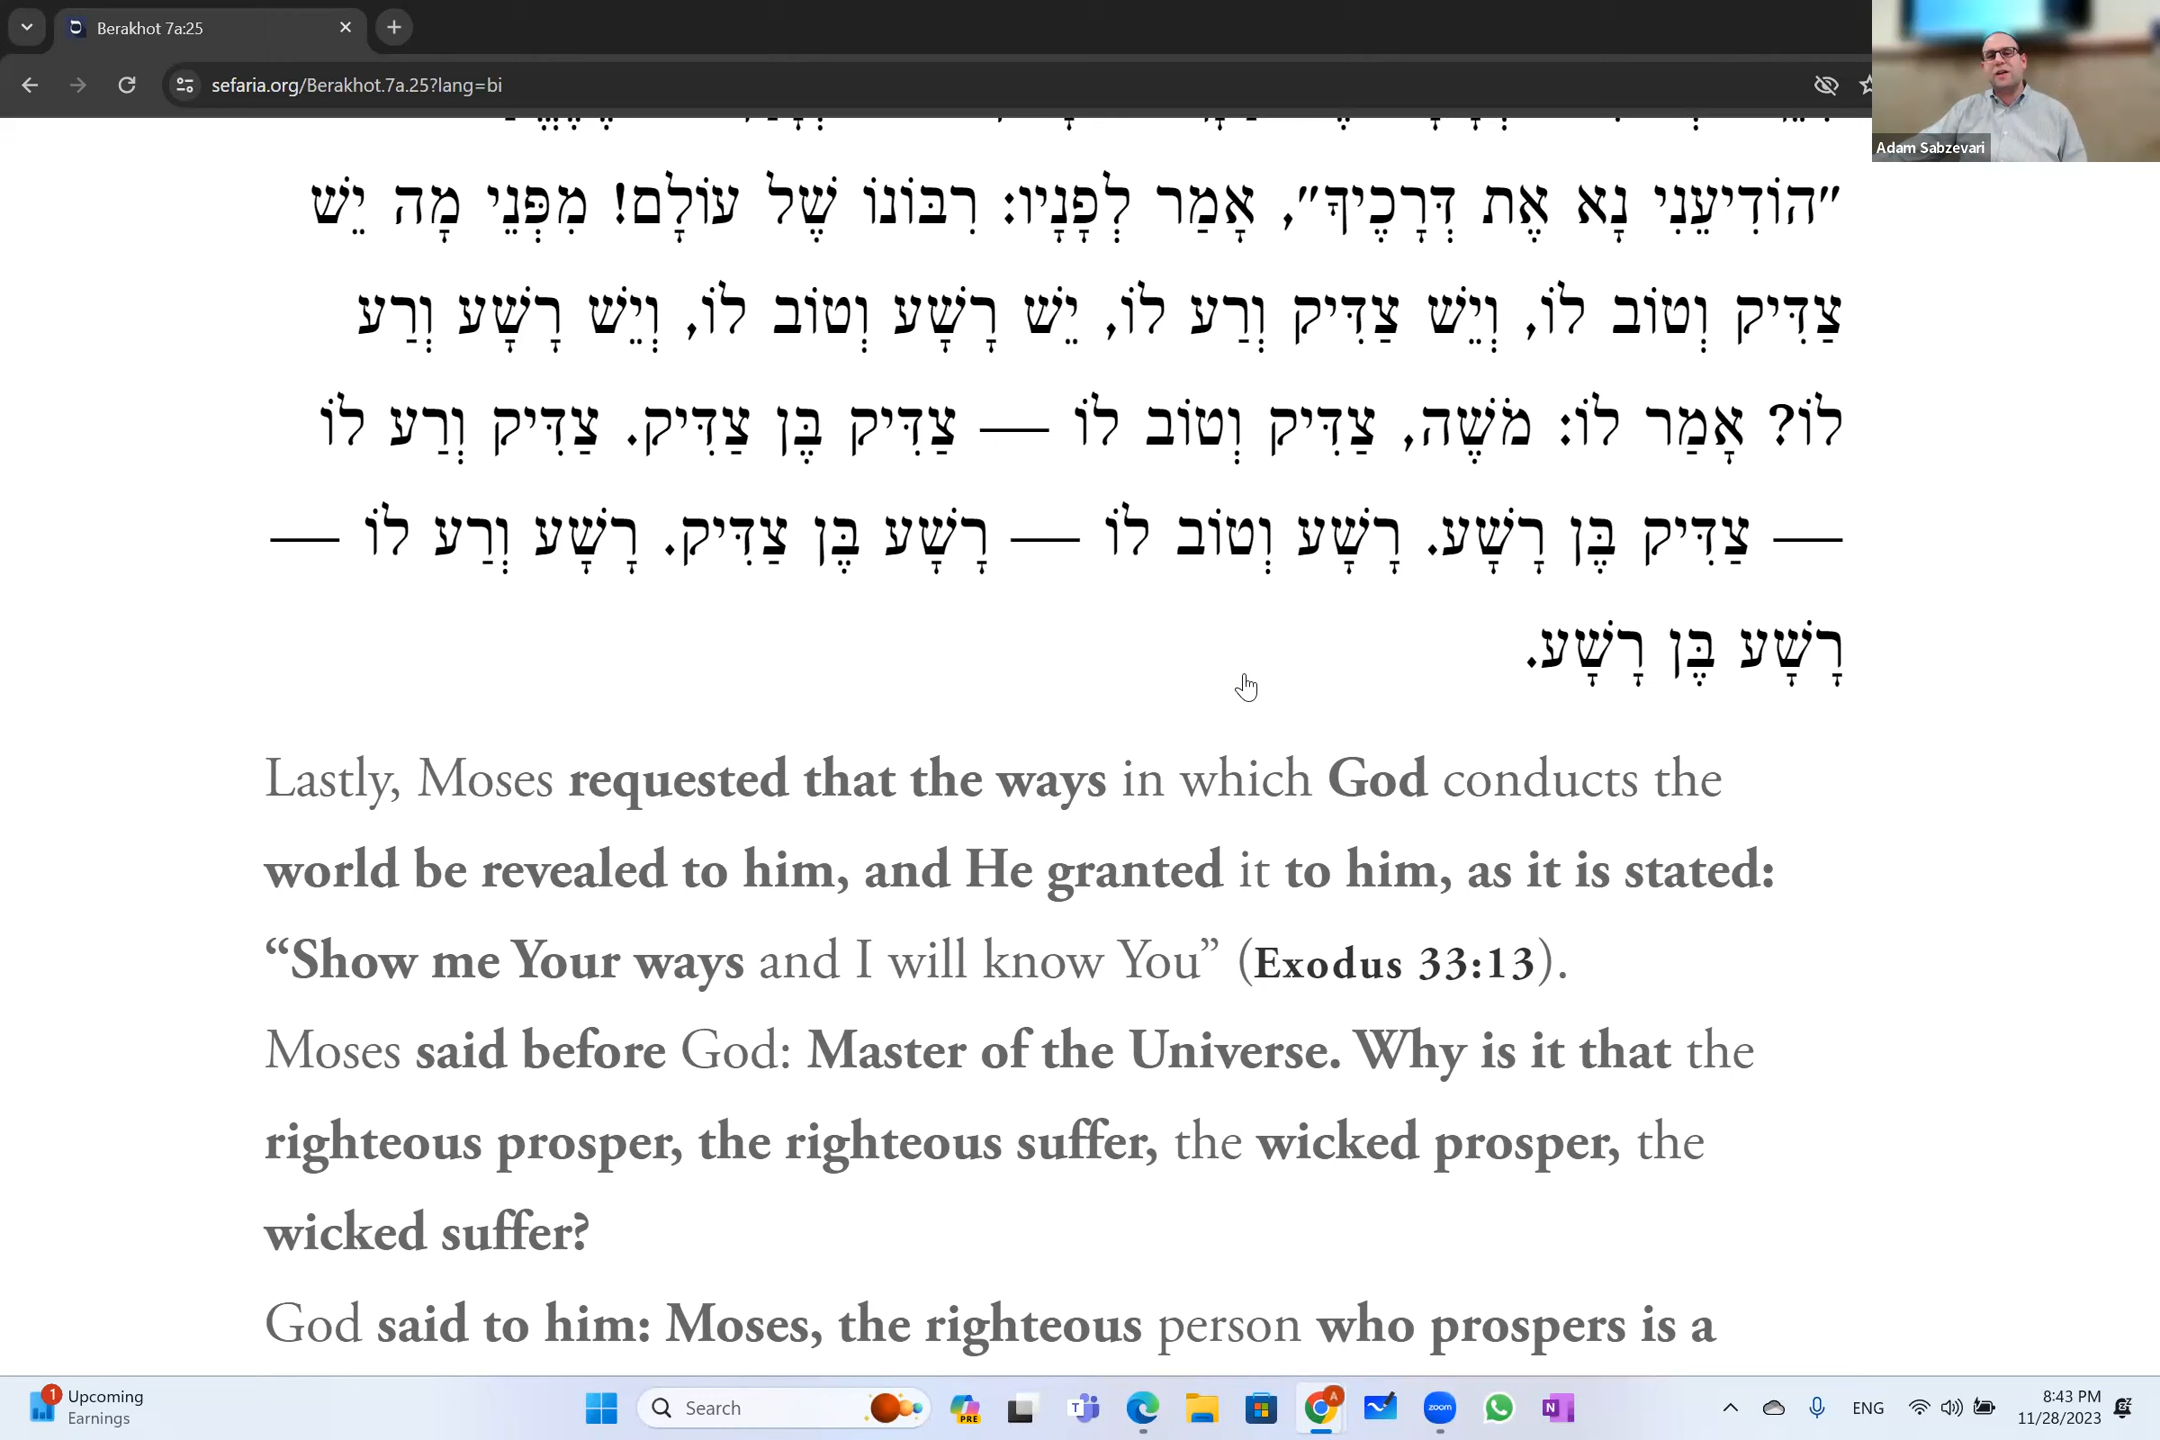 Berakhot 7a:25
sefaria.org/Berakhot.7a.25?lang=bi
Adam Sabzevari
״הוֹדִיעֵנִי נָא אֶת דְּרָכֶיךָ״, אָמַר לְפָנָיו: רִבּוֹנוֹ שֶׁל עוֹלָם! מִפְּנֵי מָה יֵשׁ
צַדִּיק וְטוֹב לוֹ, וְיֵשׁ צַדִּיק וְרַע לוֹ, יֵשׁ רָשָׁע וְטוֹב לוֹ, וְיֵשׁ רָשָׁע וְרַע
לוֹ? אָמַר לוֹ: מֹשֶׁה, צַדִּיק וְטוֹב לוֹ — צַדִּיק בֶּן צַדִּיק. צַדִּיק וְרַע לוֹ
— צַדִּיק בֶּן רָשָׁע. רָשָׁע וְטוֹב לוֹ — רָשָׁע בֶּן צַדִּיק. רָשָׁע וְרַע לוֹ —
רָשָׁע בֶּן רָשָׁע.
Lastly, Moses requested that the ways in which God conducts the
world be revealed to him, and He granted it to him, as it is stated:
“Show me Your ways and I will know You” (Exodus 33:13).
Moses said before God: Master of the Universe. Why is it that the
righteous prosper, the righteous suffer, the wicked prosper, the
wicked suffer?
God said to him: Moses, the righteous person who prospers is a
1
Upcoming
Earnings
Search
PRE
T
A
zoom
N
ENG
8:43 PM
11/28/2023